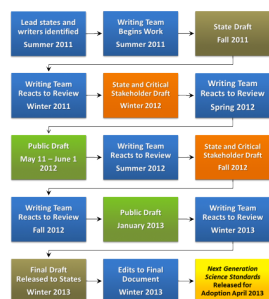 Lead states and
writers identified
Summer 2011
Writing Team
Begins Work
Summer 2011
State Draft
Fall 2011
Writing Team
Reacts to Review
Winter 2011
State and Critical
Stakeholder Draft
Winter 2012
Writing Team
Reacts to Review
Spring 2012
Public Draft
May 11 – June 1
2012
Writing Team
Reacts to Review
Summer 2012
State and Critical
Stakeholder Draft
Fall 2012
Writing Team
Reacts to Review
Fall 2012
Public Draft
January 2013
Writing Team
Reacts to Review
Winter 2013
Final Draft
Released to States
Winter 2013
Edits to Final
Document
Winter 2013
Next Generation
Science Standards
Released for
Adoption April 2013